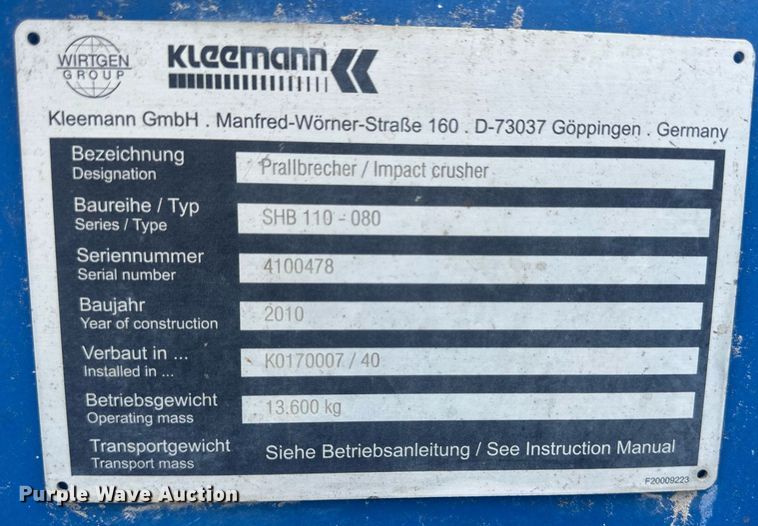 WIRTGEN
GROUP
Kleemann
Kleemann GmbH . Manfred-Wörner-Straße 160 . D-73037 Göppingen . Germany
Bezeichnung
Designation
Prallbrecher / Impact crusher
Baureihe / Typ
Series / Type
SHB 110 - 080
Seriennummer
Serial number
4100478
Baujahr
Year of construction
2010
Verbaut in ...
Installed in ...
K0170007 / 40
Betriebsgewicht
Operating mass
13.600 kg
Transportgewicht
Transport mass
Siehe Betriebsanleitung / See Instruction Manual
F20009223
Purple Wave Auction